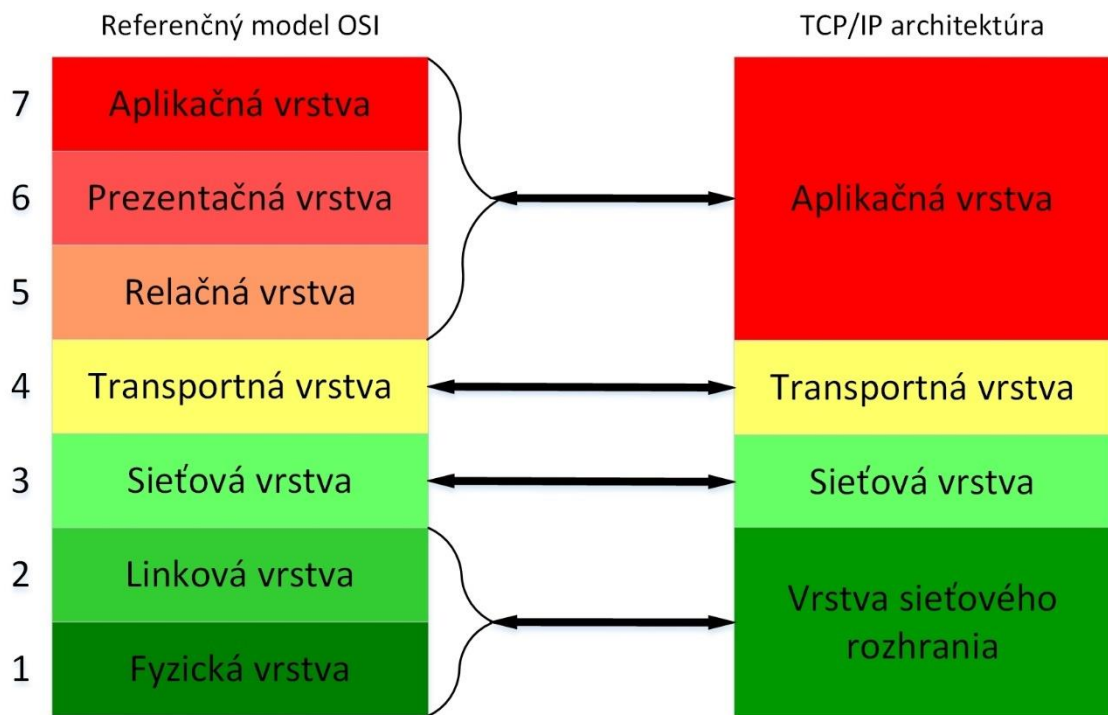 Referenčný model OSI
TCP/IP architektúra
7
Aplikačná vrstva
6
Prezentačná vrstva
5
Relačná vrstva
4
Transportná vrstva
3
Sieťová vrstva
2
Linková vrstva
1
Fyzická vrstva
Aplikačná vrstva
Transportná vrstva
Sieťová vrstva
Vrstva sieťového
rozhrania